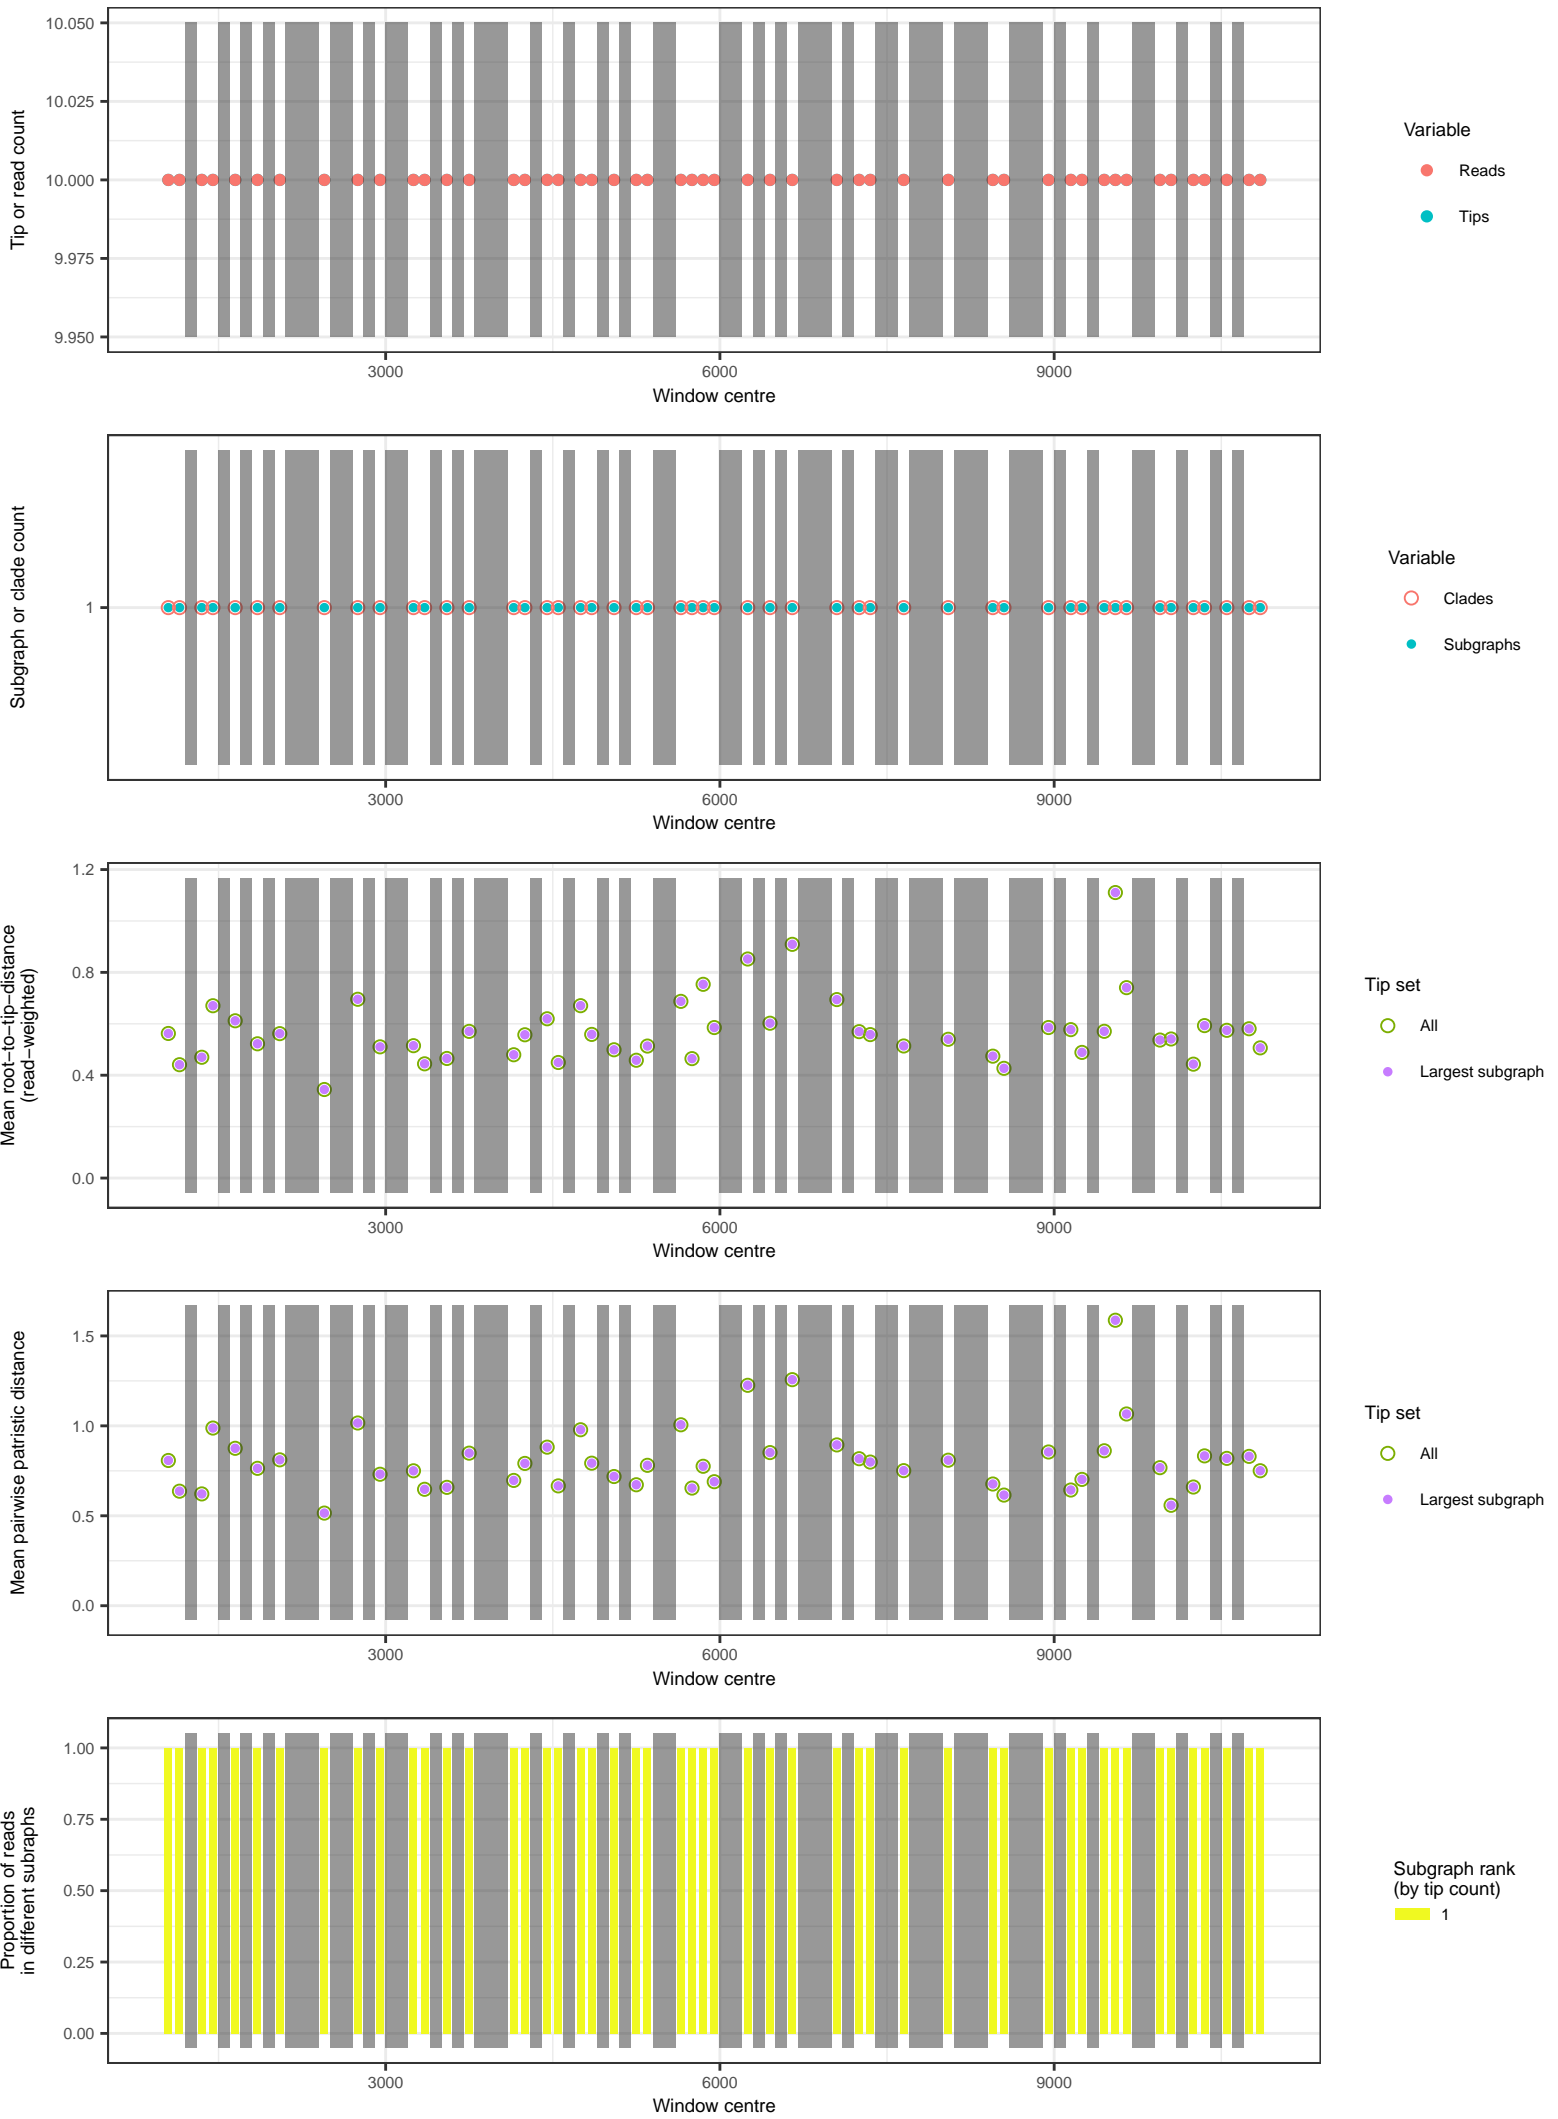 10.050
10.025
10.000
9.975
9.950
Tip or read count
3000
6000
9000
Window centre
Variable
Reads
Tips
1
Subgraph or clade count
3000
6000
9000
Window centre
Variable
Clades
Subgraphs
1.2
0.8
0.4
0.0
Mean root−to−tip−distance
(read−weighted)
3000
6000
9000
Window centre
Tip set
All
Largest subgraph
1.5
1.0
0.5
0.0
Mean pairwise patristic distance
3000
6000
9000
Window centre
Tip set
All
Largest subgraph
1.00
0.75
0.50
0.25
0.00
Proportion of reads
in different subraphs
3000
6000
9000
Window centre
Subgraph rank
(by tip count)
1